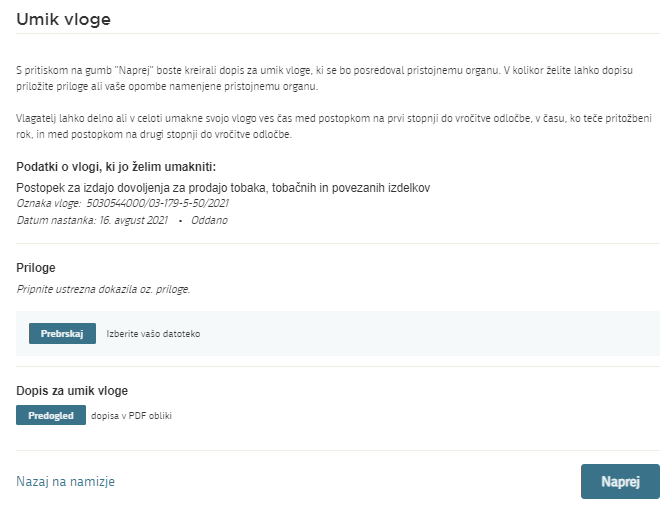 Umik vloge
S pritiskom na gumb "Naprej" boste kreirali dopis za umik vloge, ki se bo posredoval pristojnemu organu. V kolikor želite lahko dopisu
priložite priloge ali vaše opombe namenjene pristojnemu organu.
Vlagatelj lahko delno ali v celoti umakne svojo vlogo ves čas med postopkom na prvi stopnji do vročitve odločbe, v času, ko teče pritožbeni
rok, in med postopkom na drugi stopnji do vročitve odločbe.
Podatki o vlogi, ki jo želim umakniti:
Postopek za izdajo dovoljenja za prodajo tobaka, tobačnih in povezanih izdelkov
Oznaka vloge: 5030544000/03-179-5-50/2021
Datum nastanka: 16. avgust 2021 • Oddano
Priloge
Pripnite ustrezna dokazila oz. priloge.
Prebrskaj Izberite vašo datoteko
Dopis za umik vloge
Predogled dopisa v PDF obliki
Nazaj na namizje Naprej